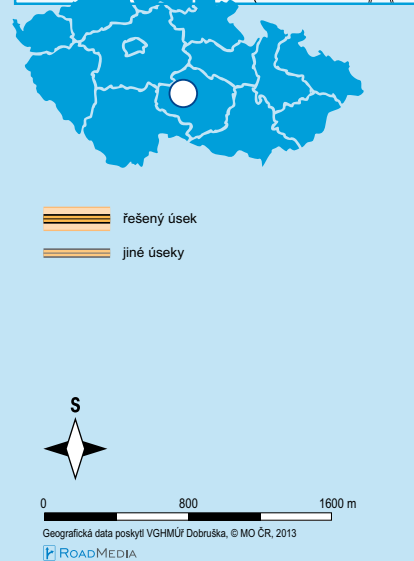 řešený úsek
jiné úseky
S
0 800 1600 m
Geografická data poskytl VGHMÚř Dobruška, © MO ČR, 2013
ROADMEDIA